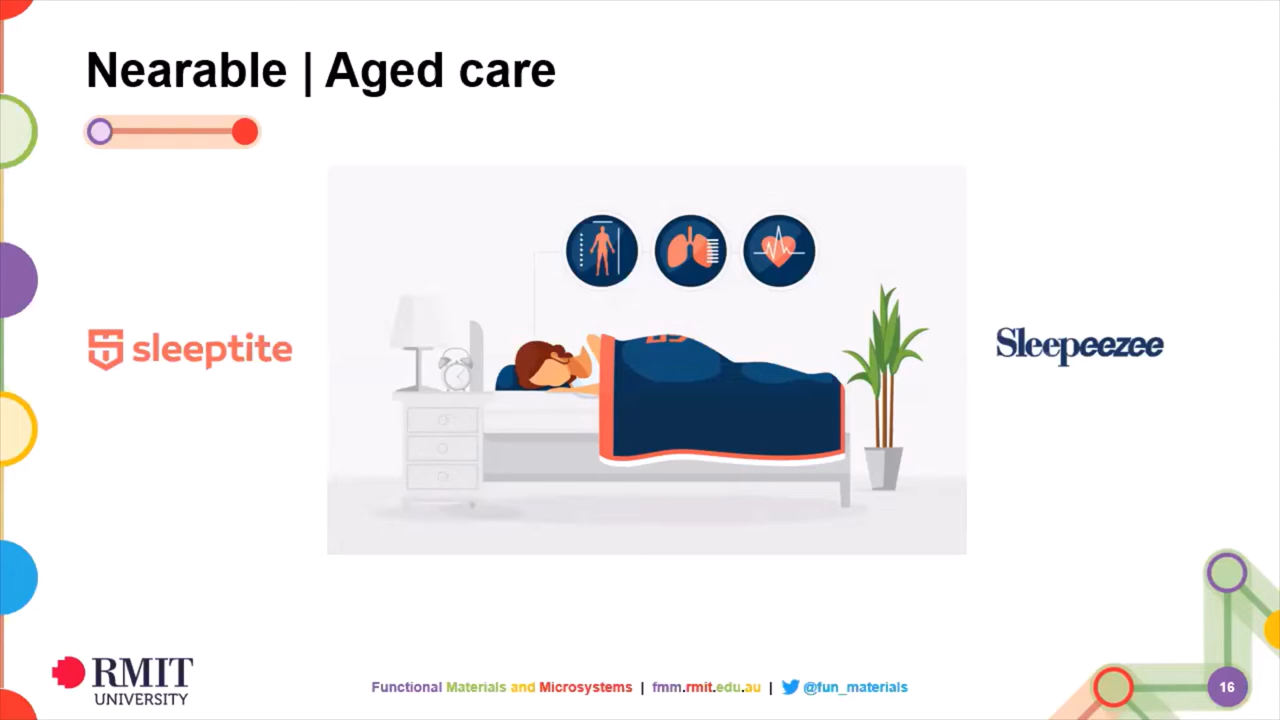 Nearable | Aged care
sleeptite
Sleepeezee
RMIT
UNIVERSITY
Functional Materials and Microsystems | fmm.rmit.edu.au | @fun_materials
16